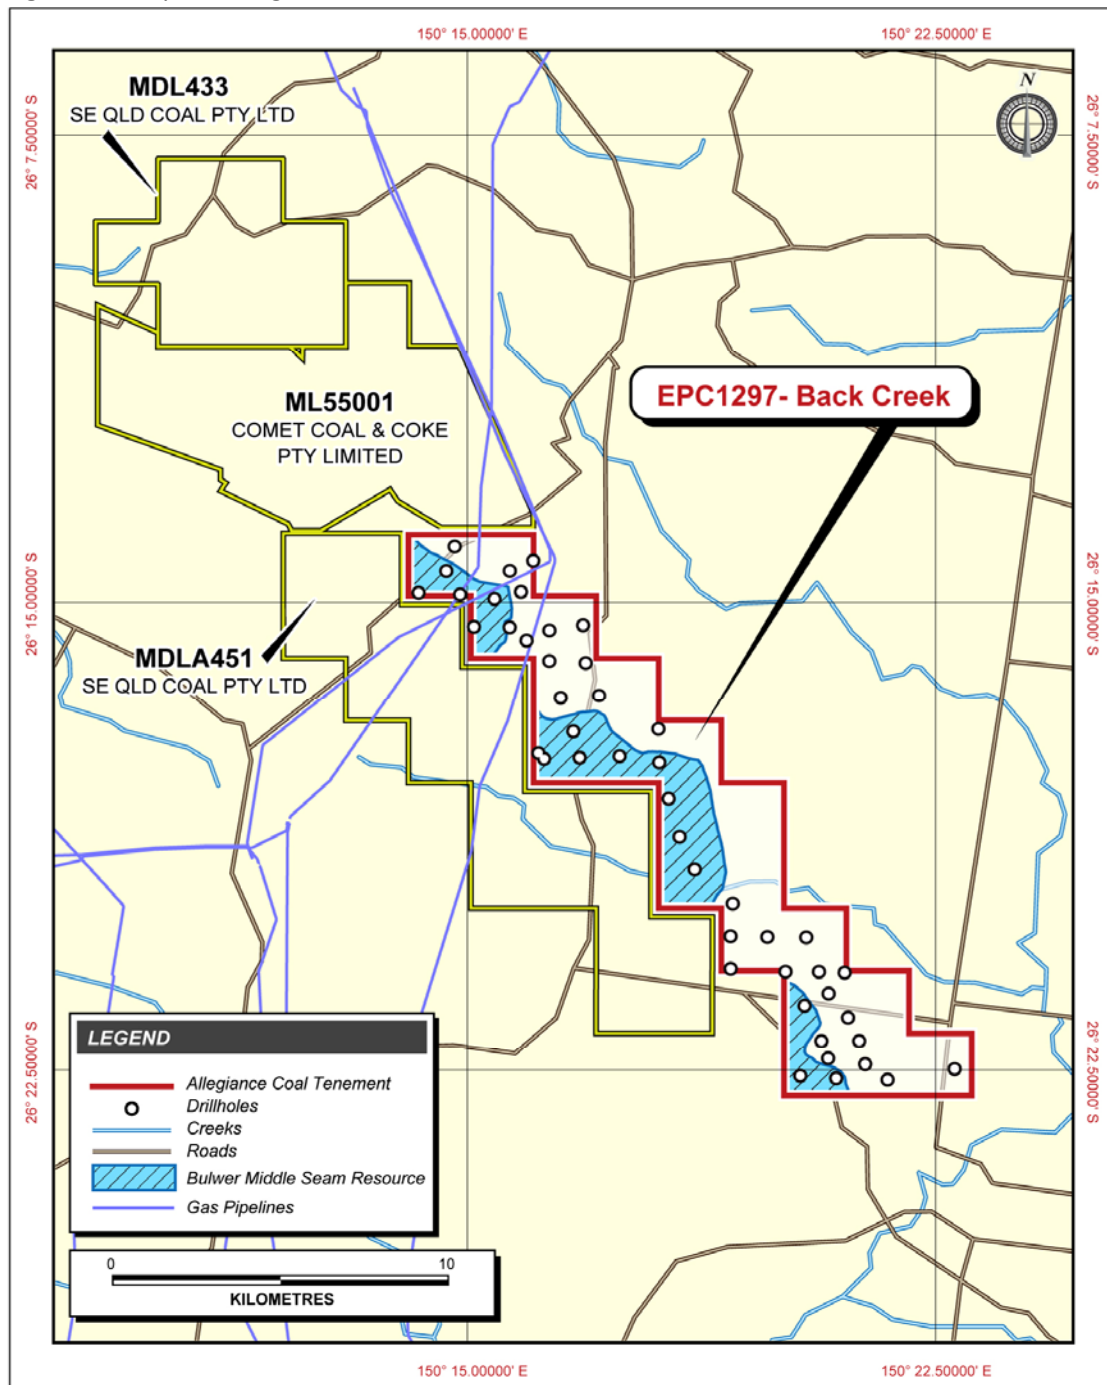 150° 15.00000' E
150° 22.50000' E
N
26° 7.50000' S
26° 7.50000' S
MDL433
SE QLD COAL PTY LTD
ML55001
COMET COAL & COKE
PTY LIMITED
EPC1297- Back Creek
26° 15.00000' S
26° 15.00000' S
MDLA451
SE QLD COAL PTY LTD
26° 22.50000' S
26° 22.50000' S
LEGEND
Allegiance Coal Tenement
Drillholes
Creeks
Roads
Bulwer Middle Seam Resource
Gas Pipelines
0 10
KILOMETRES
150° 15.00000' E
150° 22.50000' E